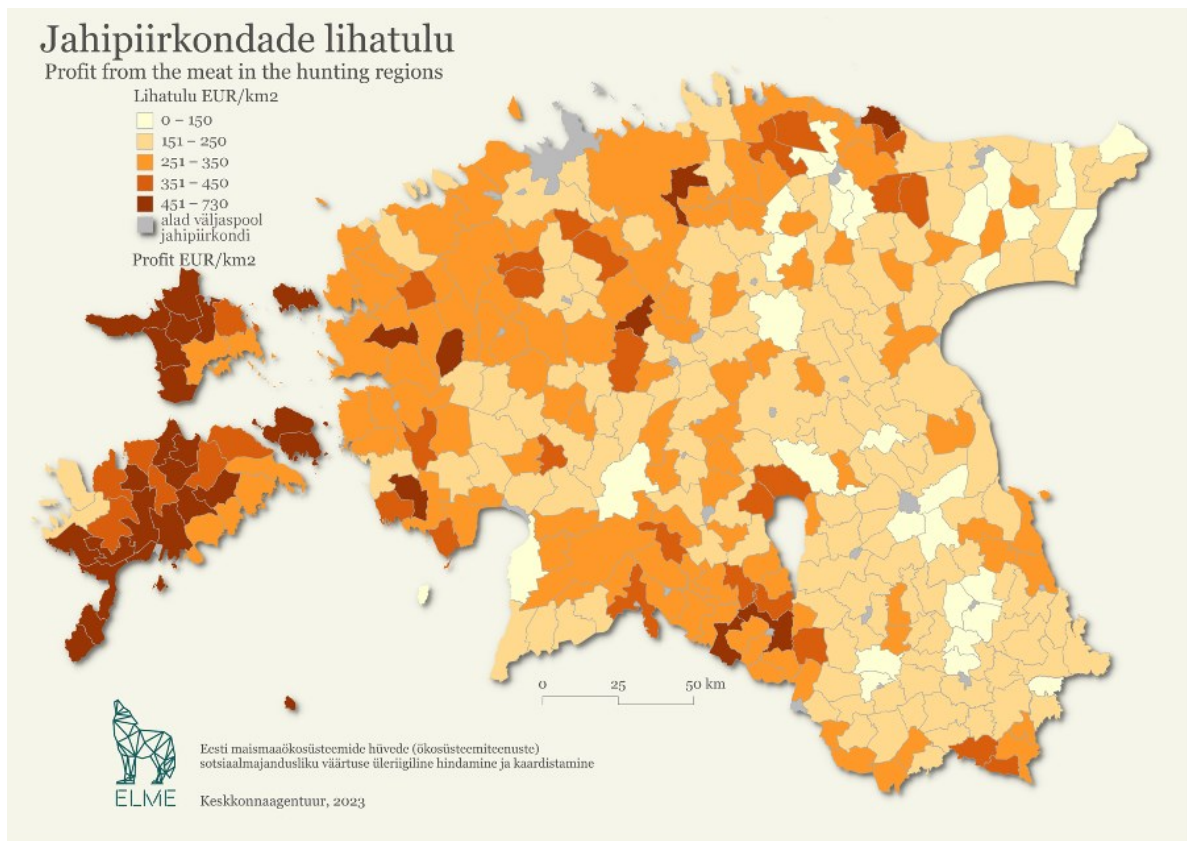 Jahipiirkondade lihatulu
Profit from the meat in the hunting regions
Lihatulu EUR/km2
0 – 150
151 – 250
251 – 350
351 – 450
451 – 730
alad väljaspool
jahipiirkondi
Profit EUR/km2
0 25 50 km
ELME
Eesti maismaaökosüsteemide hüvede (ökosüsteemiteenuste)
sotsiaalmajandusliku väärtuse üleriigiline hindamine ja kaardistamine
Keskkonnaagentuur, 2023